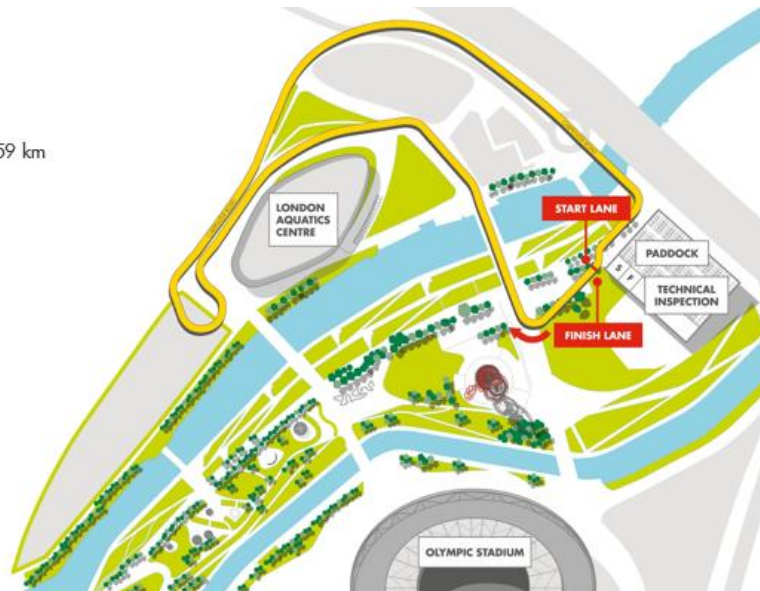 59 km
LONDON
AQUATICS
CENTRE
START LANE
PADDOCK
S F
TECHNICAL
INSPECTION
FINISH LANE
OLYMPIC STADIUM